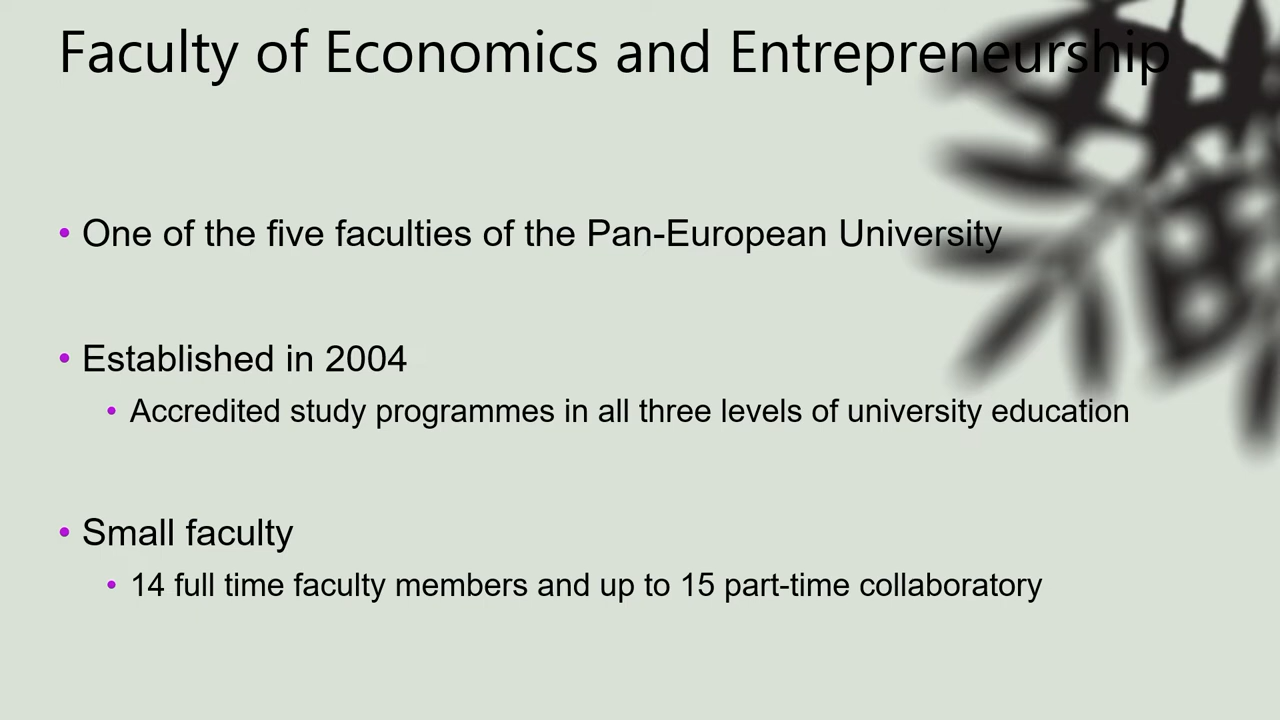 Faculty of Economics and Entrepreneurship
• One of the five faculties of the Pan-European University
• Established in 2004
• Accredited study programmes in all three levels of university education
• Small faculty
• 14 full time faculty members and up to 15 part-time collaboratory